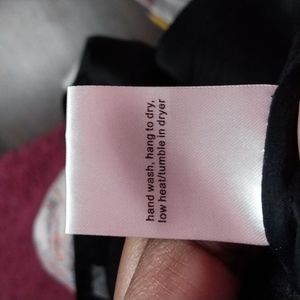 hand wash, hang to dry,
low heat/tumble in dryer